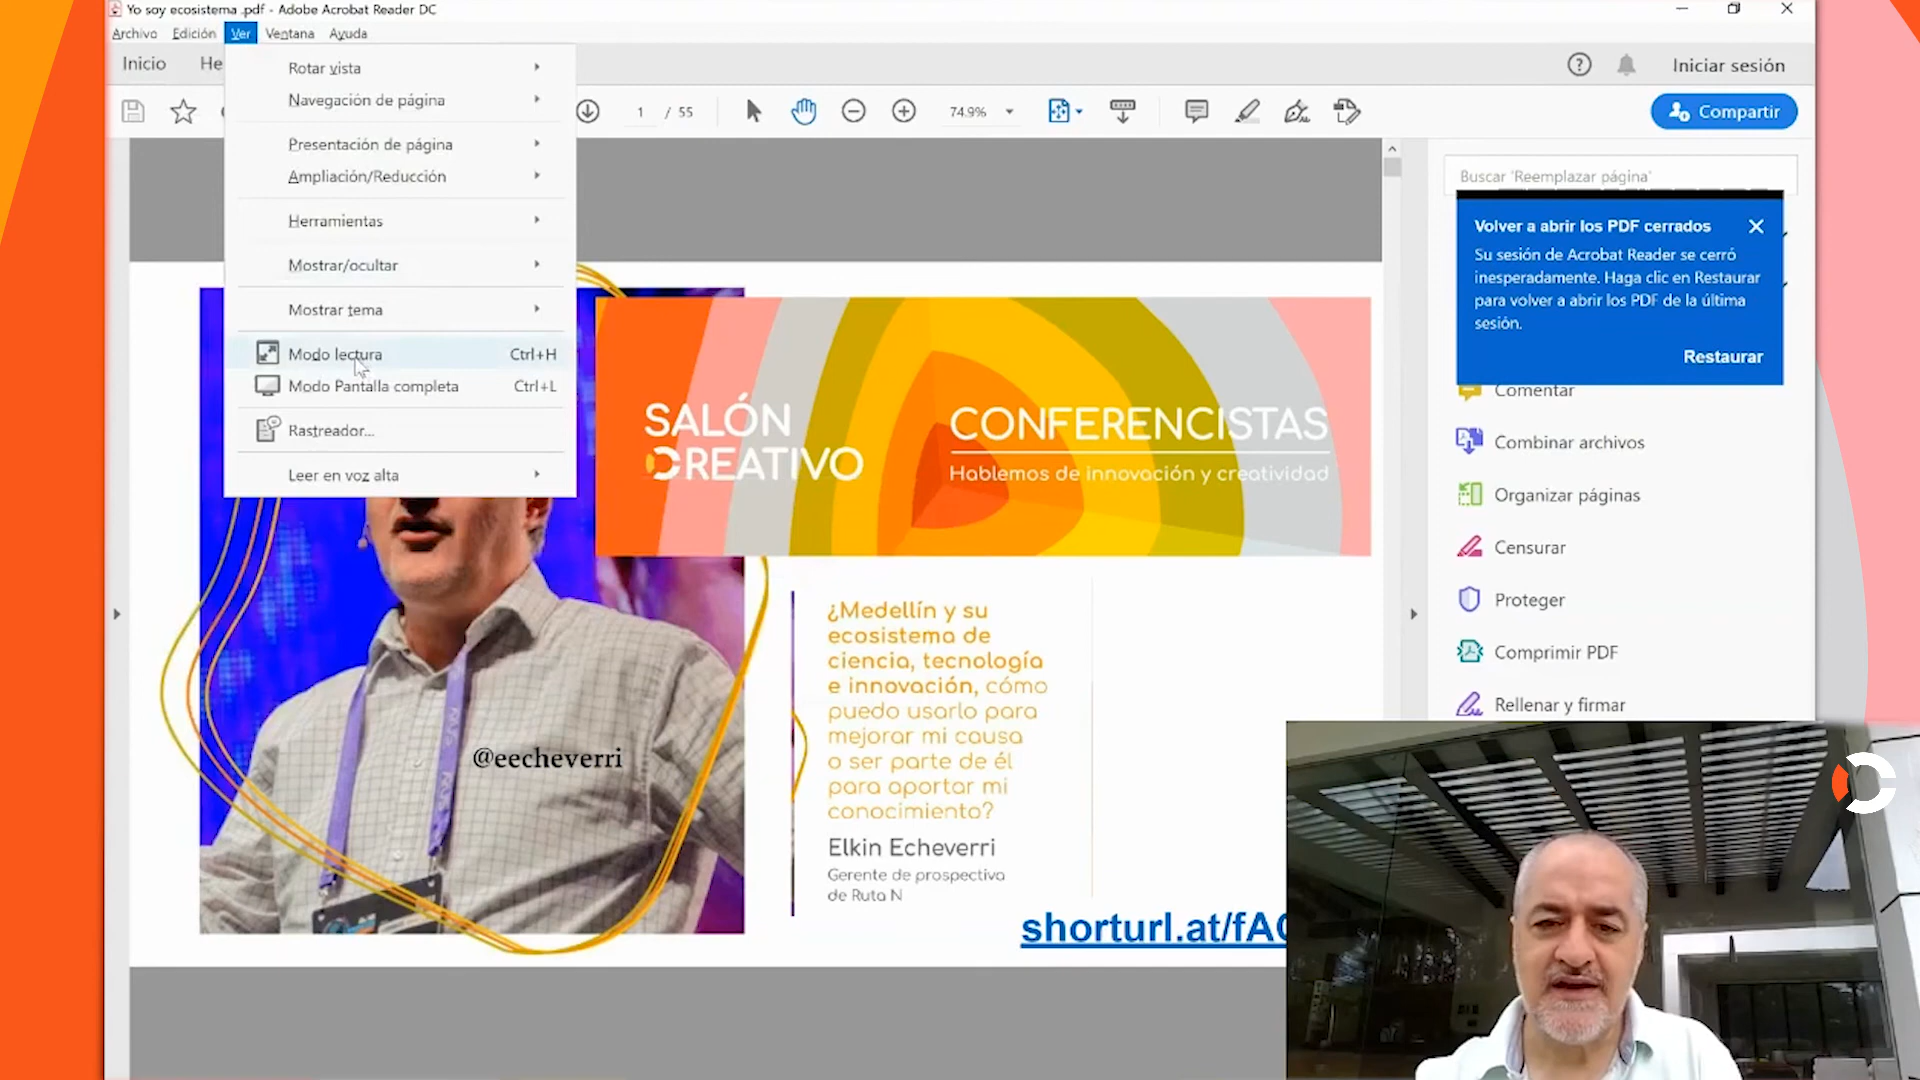 Yo soy ecosistema .pdf - Adobe Acrobat Reader DC
Archivo Edición Ver Ventana Ayuda
Inicio He
Iniciar sesión
1 / 55
74.9%
Compartir
Rotar vista
Navegación de página
Presentación de página
Ampliación/Reducción
Herramientas
Mostrar/ocultar
Mostrar tema
Modo lectura Ctrl+H
Modo Pantalla completa Ctrl+L
Rastreador...
Leer en voz alta
Buscar 'Reemplazar página'
Volver a abrir los PDF cerrados
Su sesión de Acrobat Reader se cerró
inesperadamente. Haga clic en Restaurar
para volver a abrir los PDF de la última
sesión.
Restaurar
Comentar
Combinar archivos
Organizar páginas
Censurar
Proteger
Comprimir PDF
Rellenar y firmar
SALÓN
CREATIVO
CONFERENCISTAS
Hablemos de innovación y creatividad
@eecheverri
¿Medellín y su
ecosistema de
ciencia, tecnología
e innovación, cómo
puedo usarlo para
mejorar mi causa
o ser parte de él
para aportar mi
conocimiento?
Elkin Echeverri
Gerente de prospectiva
de Ruta N
shorturl.at/fAC